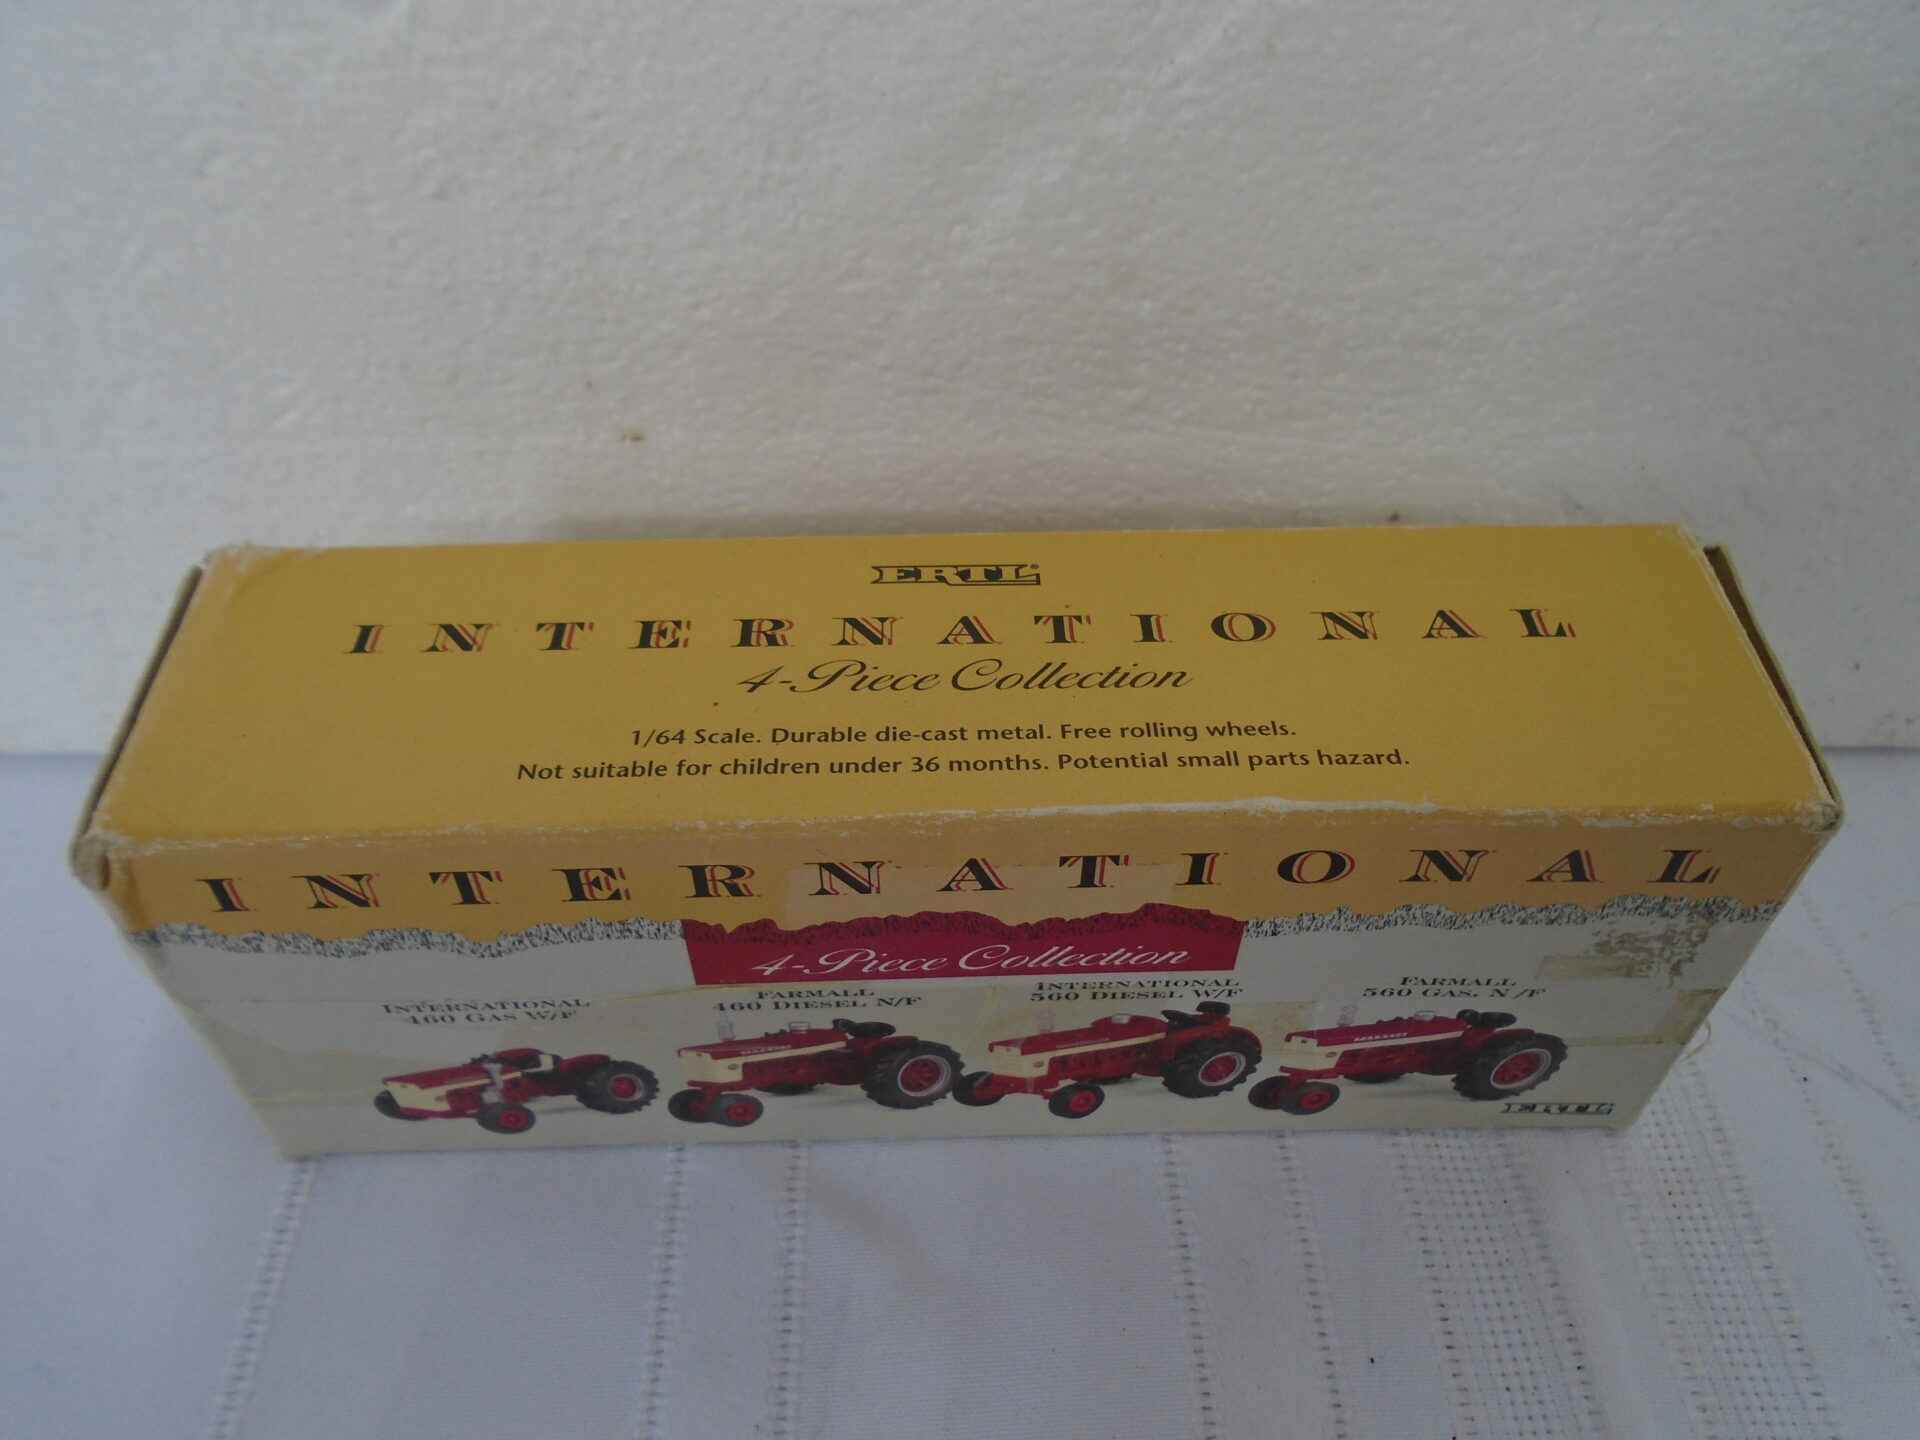 ERTL
INTERNATIONAL
4-Piece Collection
1/64 Scale. Durable die-cast metal. Free rolling wheels.
Not suitable for children under 36 months. Potential small parts hazard.
INTERNATIONAL
4-Piece Collection
INTERNATIONAL
460 GAS W/F
FARMALL
460 DIESEL N/F
INTERNATIONAL
560 DIESEL W/F
FARMALL
560 GAS. N/F
ERTL